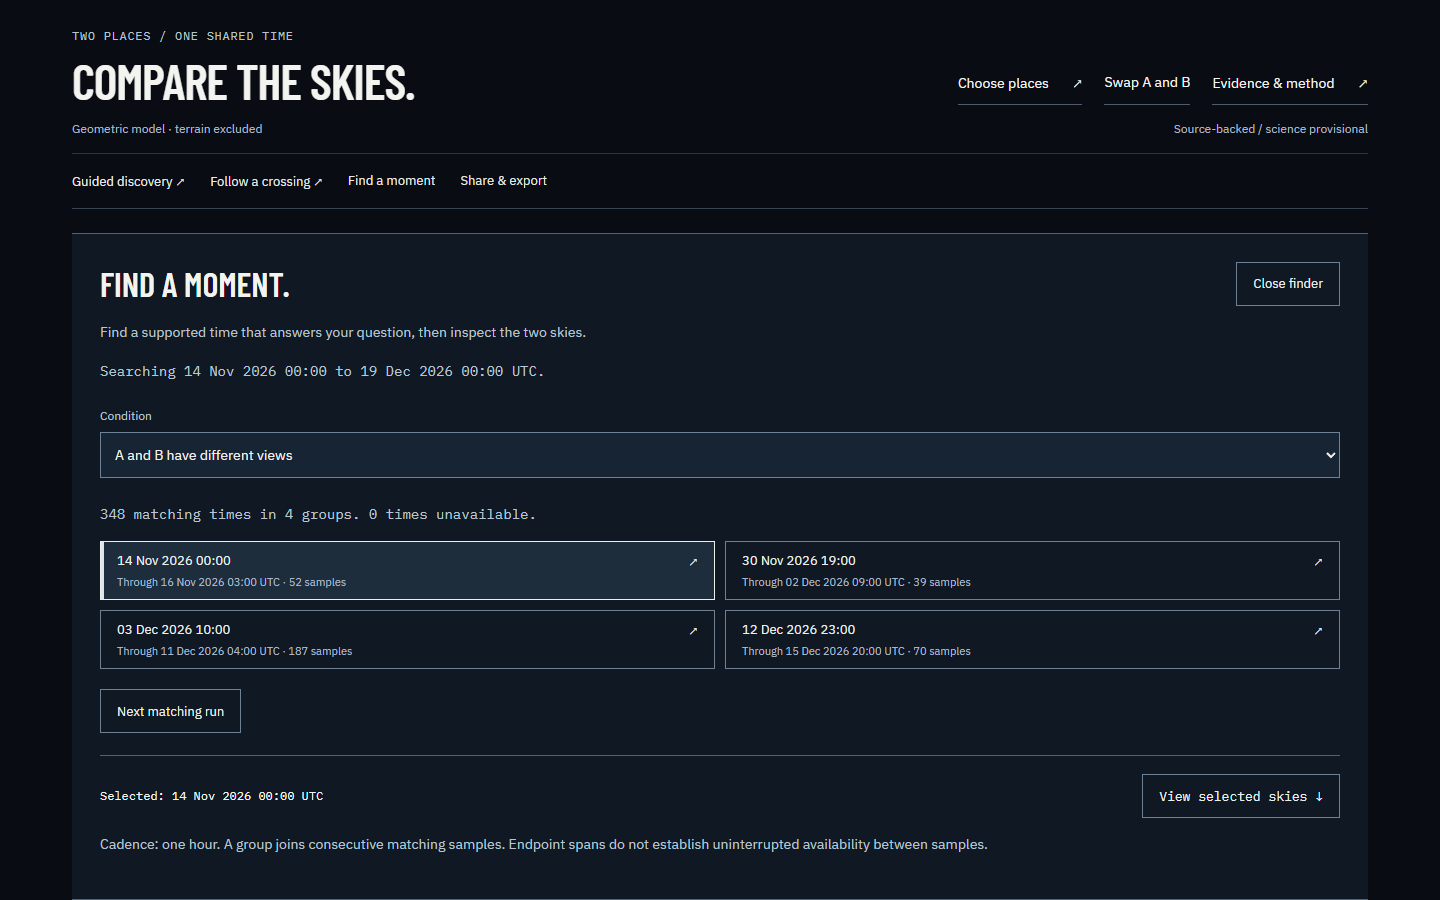 TWO PLACES / ONE SHARED TIME
COMPARE THE SKIES.
Choose places ↗
Swap A and B
Evidence & method ↗
Geometric model · terrain excluded
Source-backed / science provisional
Guided discovery ↗
Follow a crossing ↗
Find a moment
Share & export
FIND A MOMENT.
Close finder
Find a supported time that answers your question, then inspect the two skies.
Searching 14 Nov 2026 00:00 to 19 Dec 2026 00:00 UTC.
Condition
A and B have different views
348 matching times in 4 groups. 0 times unavailable.
14 Nov 2026 00:00 ↗
Through 16 Nov 2026 03:00 UTC · 52 samples
30 Nov 2026 19:00 ↗
Through 02 Dec 2026 09:00 UTC · 39 samples
03 Dec 2026 10:00 ↗
Through 11 Dec 2026 04:00 UTC · 187 samples
12 Dec 2026 23:00 ↗
Through 15 Dec 2026 20:00 UTC · 70 samples
Next matching run
Selected: 14 Nov 2026 00:00 UTC
View selected skies ↓
Cadence: one hour. A group joins consecutive matching samples. Endpoint spans do not establish uninterrupted availability between samples.